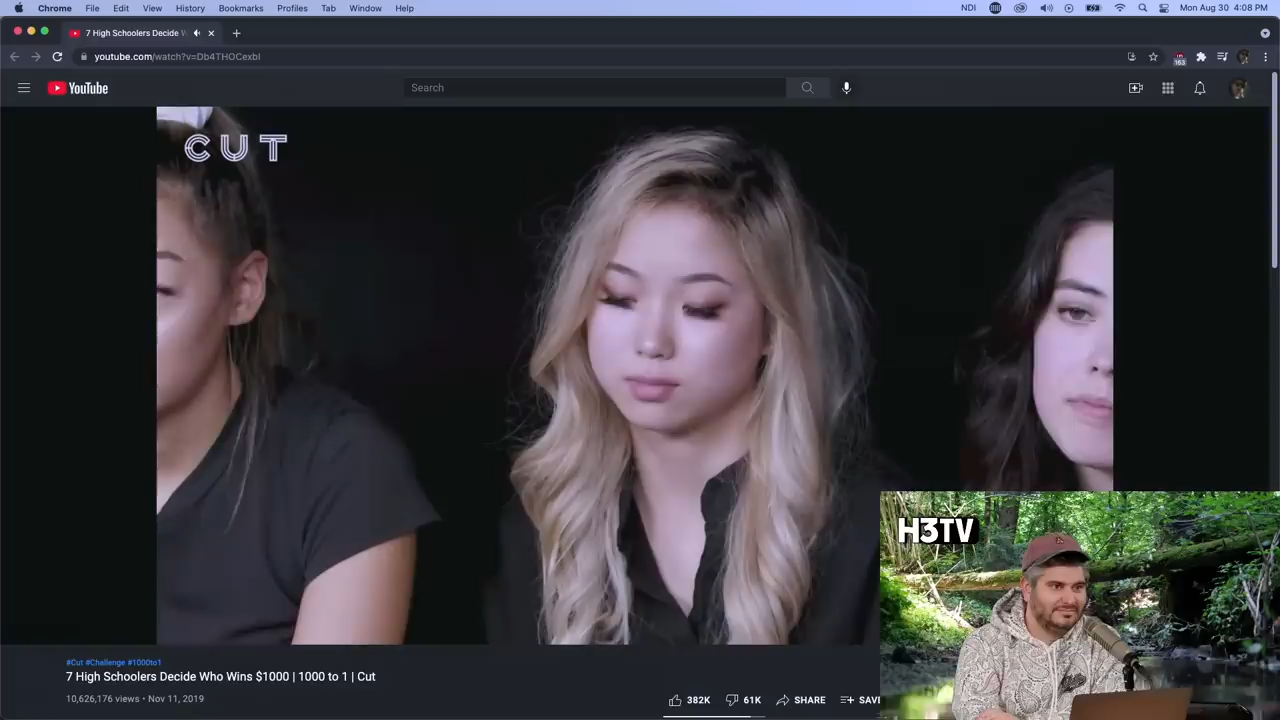 Chrome File Edit View History Bookmarks Profiles Tab Window Help NDI Mon Aug 30 4:08 PM
7 High Schoolers Decide W
youtube.com/watch?v=Db4THOCexbI
163
YouTube Search
CUT
H3TV
#Cut #Challenge #1000to1
7 High Schoolers Decide Who Wins $1000 | 1000 to 1 | Cut
10,626,176 views • Nov 11, 2019
382K 61K SHARE SAVE